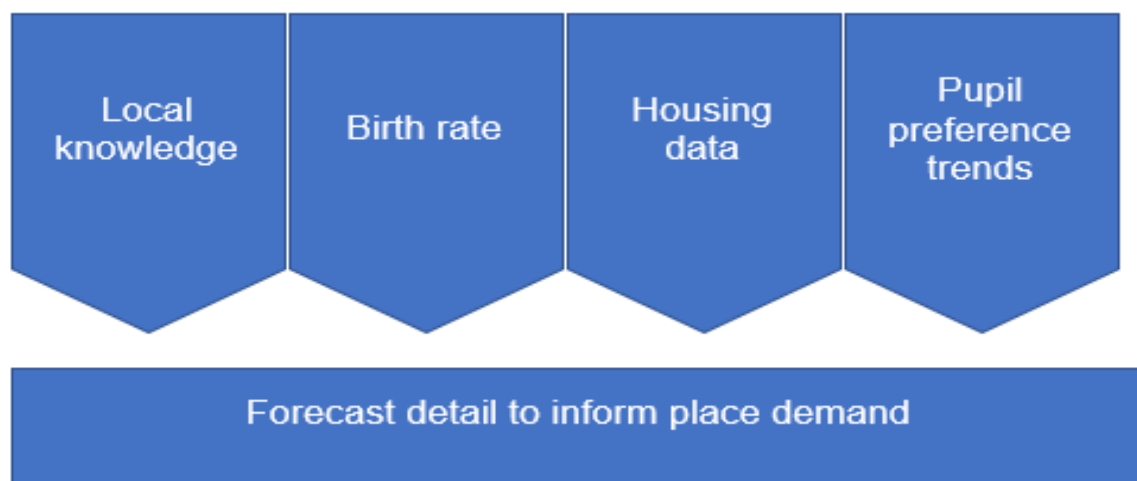 Local
knowledge
Birth rate
Housing
data
Pupil
preference
trends
Forecast detail to inform place demand